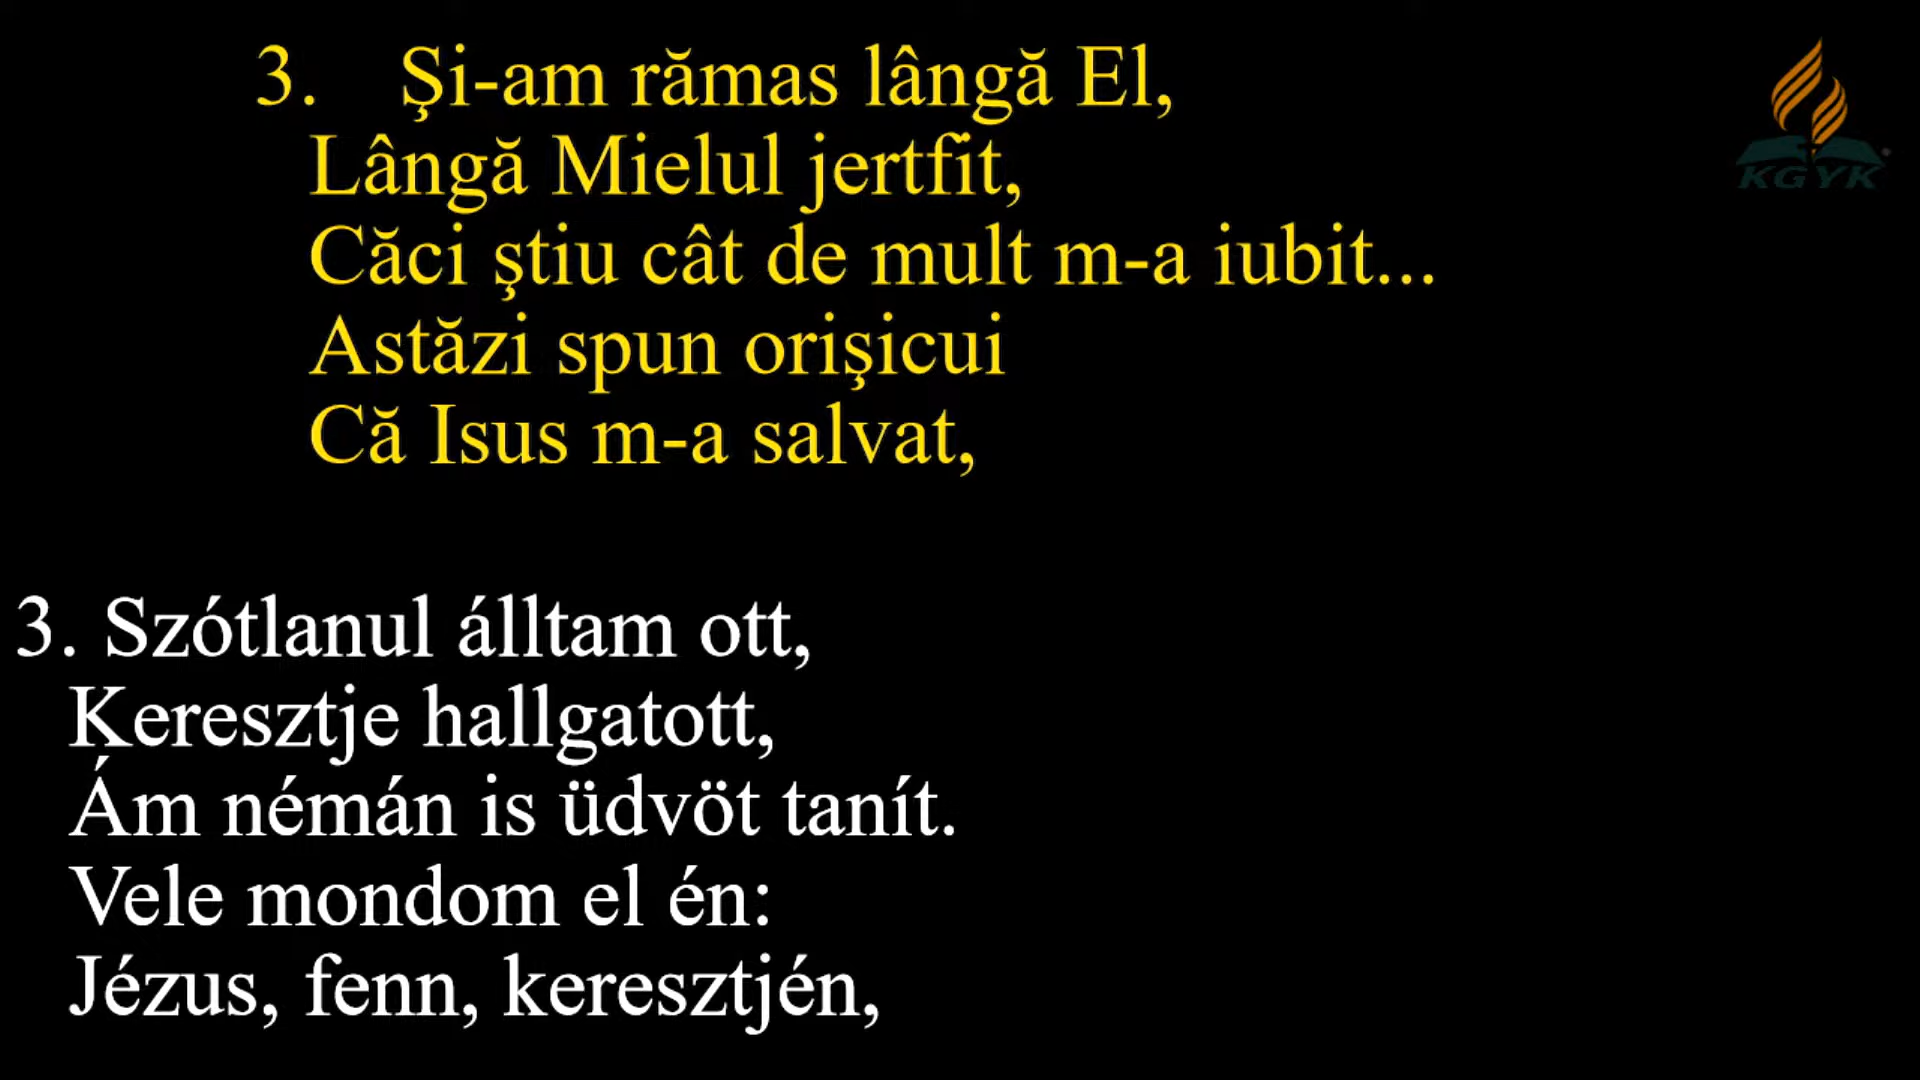 3. Şi-am rămas lângă El,
Lângă Mielul jertfit,
Căci ştiu cât de mult m-a iubit...
Astăzi spun orişicui
Că Isus m-a salvat,
KGYK
3. Szótlanul álltam ott,
Keresztje hallgatott,
Ám némán is üdvöt tanít.
Vele mondom el én:
Jézus, fenn, keresztjén,